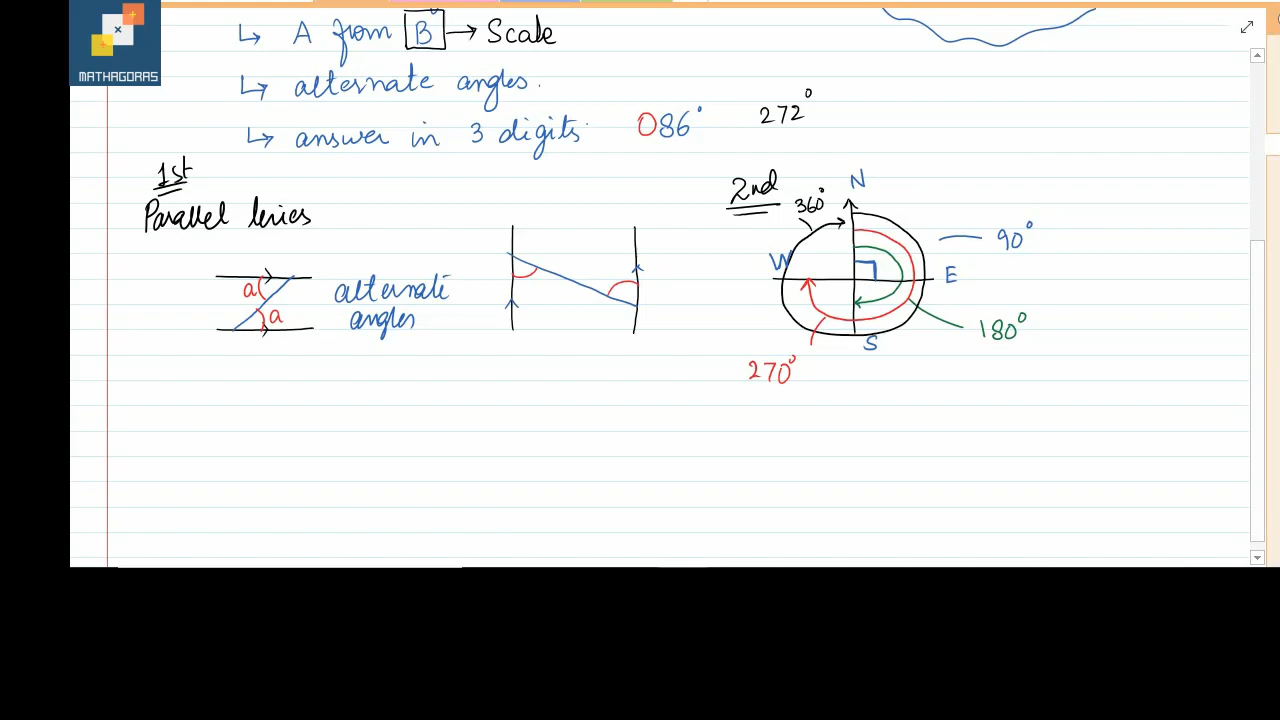 MATHAGORAS
↳ A from B → Scale
↳ alternate angles.
↳ answer in 3 digits. 086° 272°
1st
Parallel lines
a
a
alternate
angles
2nd
N
360°
W
E
S
90°
180°
270°